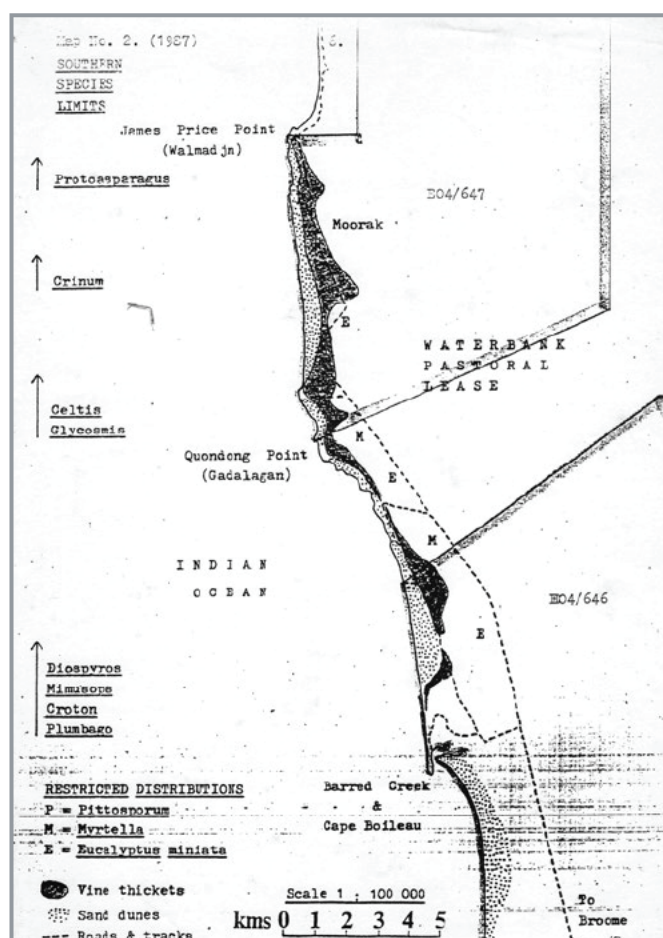 Map No. 2. (1987)
SOUTHERN
SPECIES
LIMITS
James Price Point
(Walmadjn)
Protoasparagus
E04/647
Moorak
Crinum
E
WATERBANK
PASTORAL
LEASE
Celtis
Glycosmis
M
Quondong Point
(Gadalagan)
E
M
INDIAN
OCEAN
E04/646
E
Diospyros
Mimusops
Croton
Plumbago
RESTRICTED DISTRIBUTIONS
P = Pittosporum
M = Myrtella
E = Eucalyptus miniata
Barred Creek
&
Cape Boileau
Vine thickets
Sand dunes
Roads & tracks
Scale 1 : 100 000
kms 0 1 2 3 4 5
To
Broome